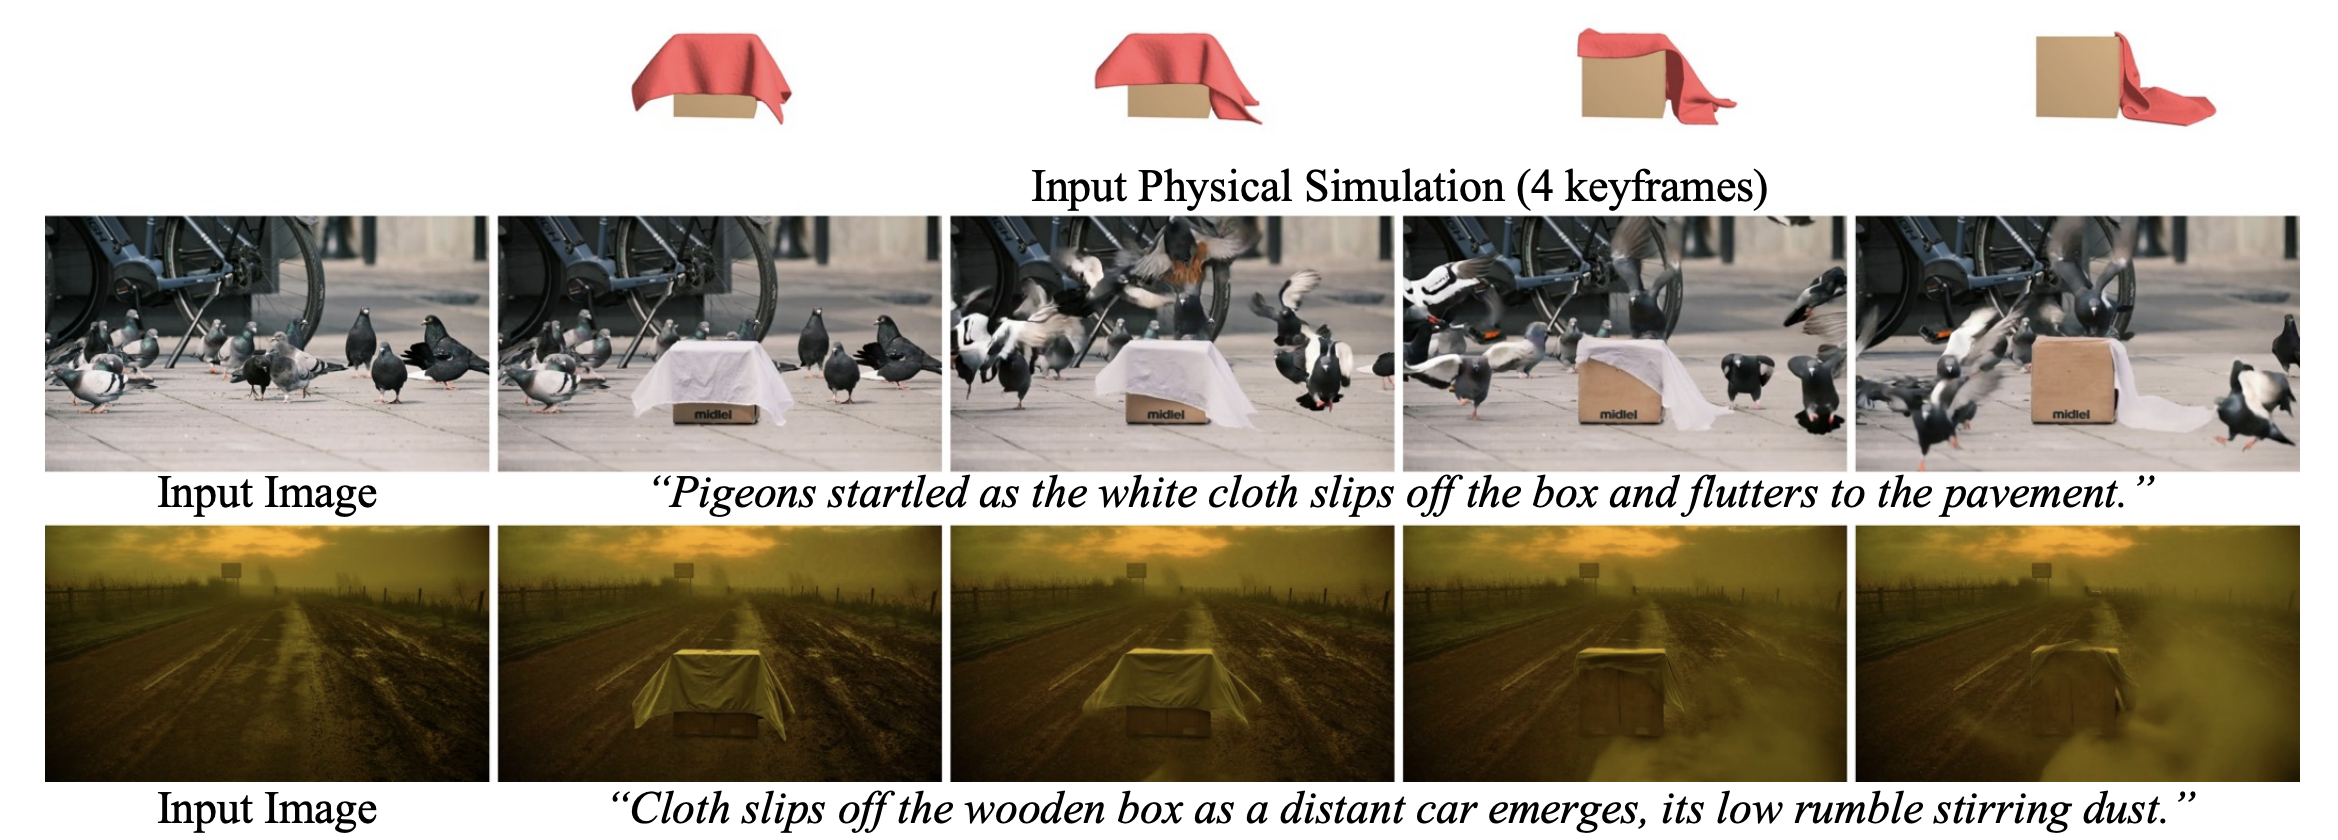 Input Physical Simulation (4 keyframes)
midlel
midlel
midlel
midlel
Input Image
“Pigeons startled as the white cloth slips off the box and flutters to the pavement.”
Input Image
“Cloth slips off the wooden box as a distant car emerges, its low rumble stirring dust.”